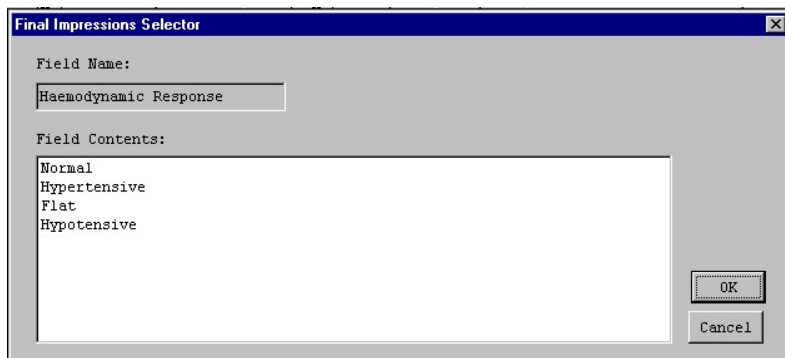 Final Impressions Selector
Field Name:
Haemodynamic Response
Field Contents:
Normal
Hypertensive
Flat
Hypotensive
OK
Cancel